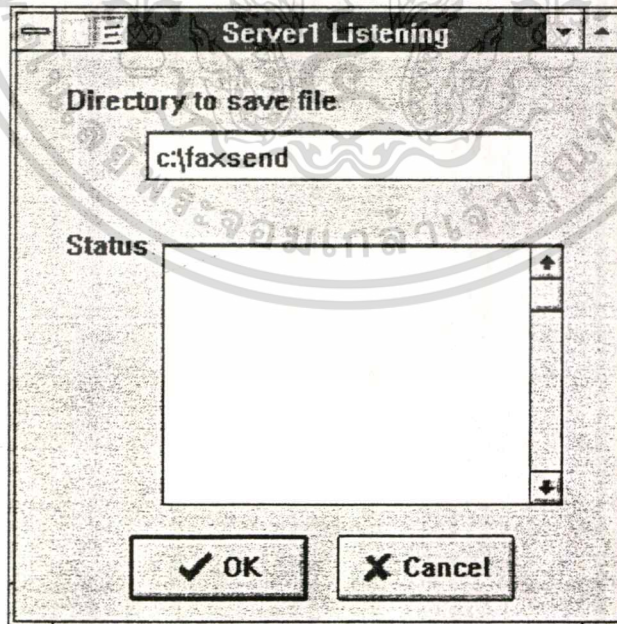 Server1 Listening
Directory to save file
c:\faxsend
Status
OK
Cancel